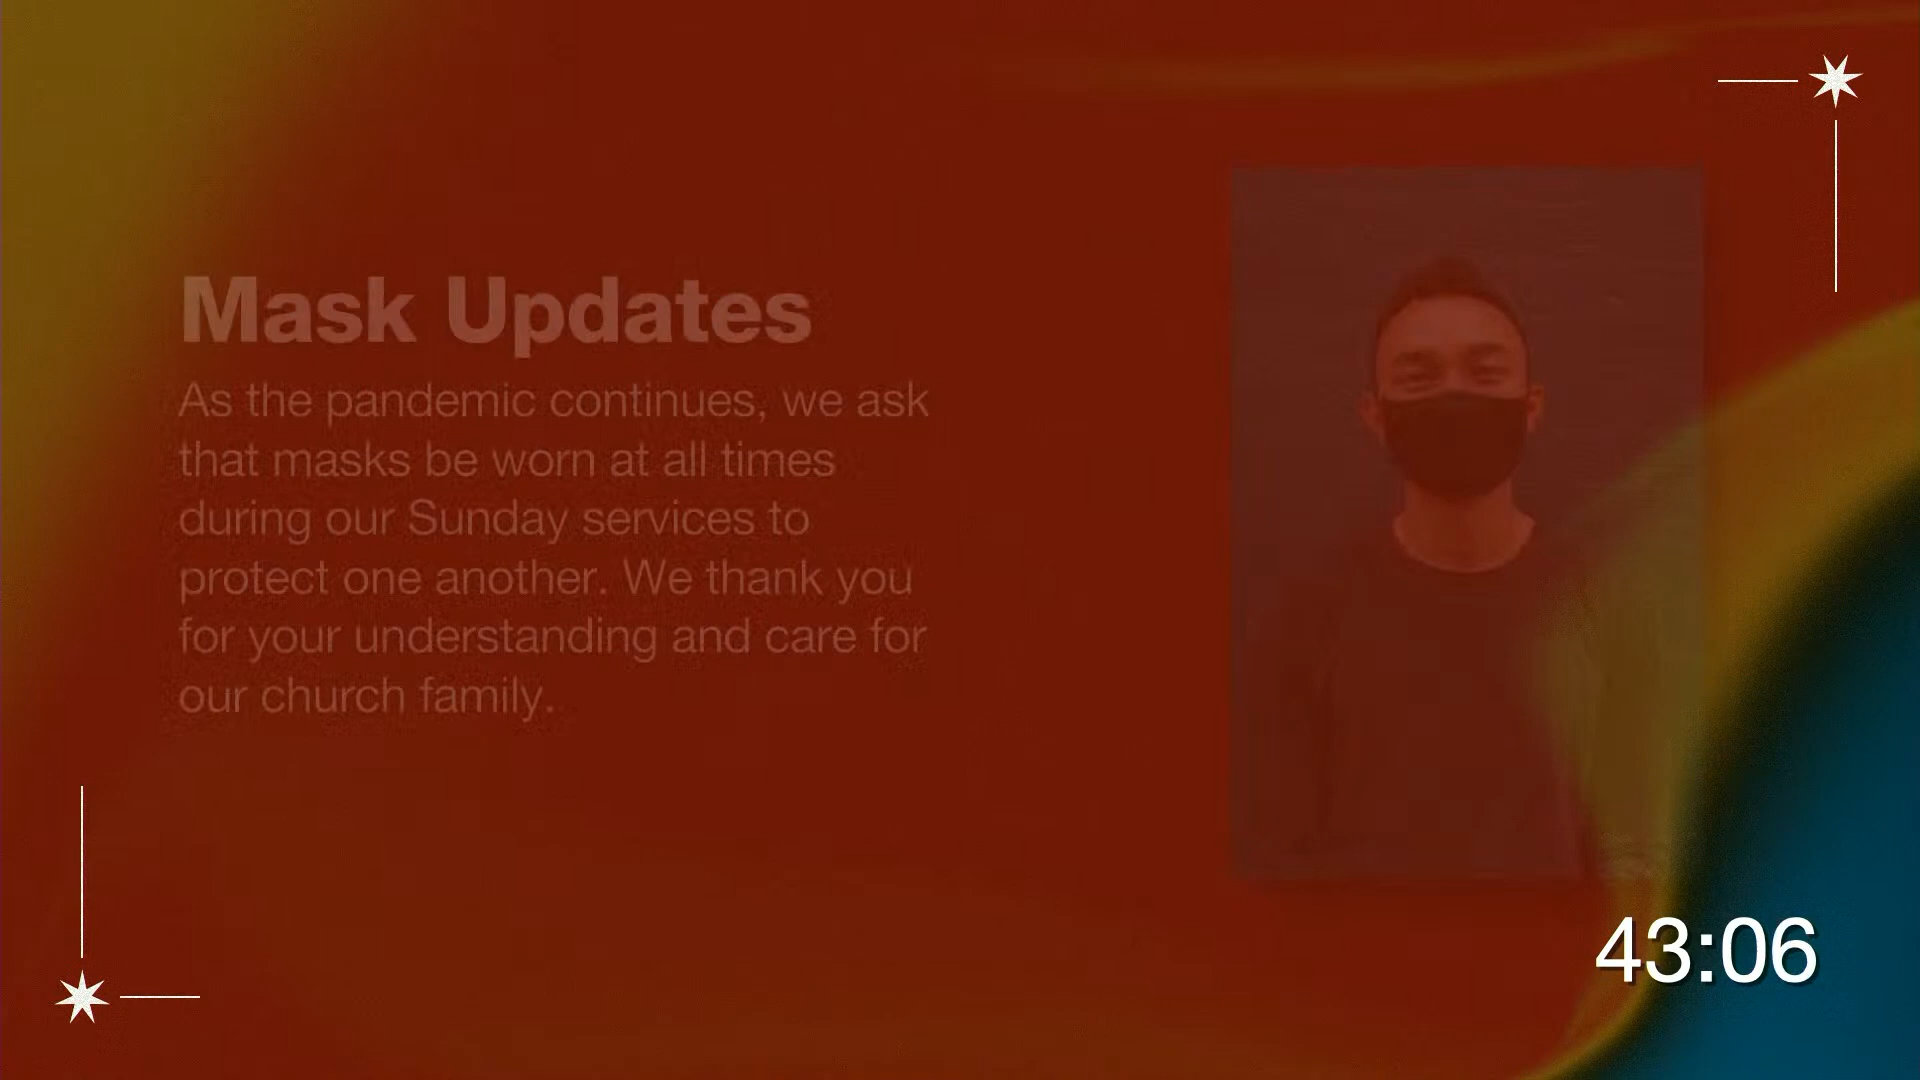 Mask Updates
As the pandemic continues, we ask
that masks be worn at all times
during our Sunday services to
protect one another. We thank you
for your understanding and care for
our church family.
43:06